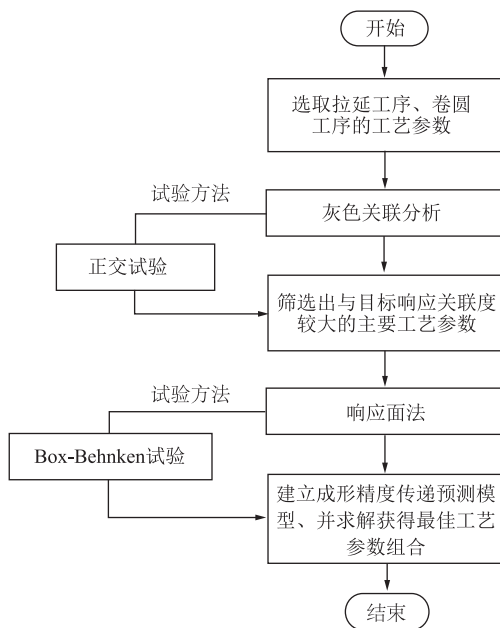 开始
选取拉延工序、卷圆
工序的工艺参数
试验方法
灰色关联分析
正交试验
筛选出与目标响应关联度
较大的主要工艺参数
试验方法
响应面法
Box-Behnken试验
建立成形精度传递预测模
型、并求解获得最佳工艺
参数组合
结束